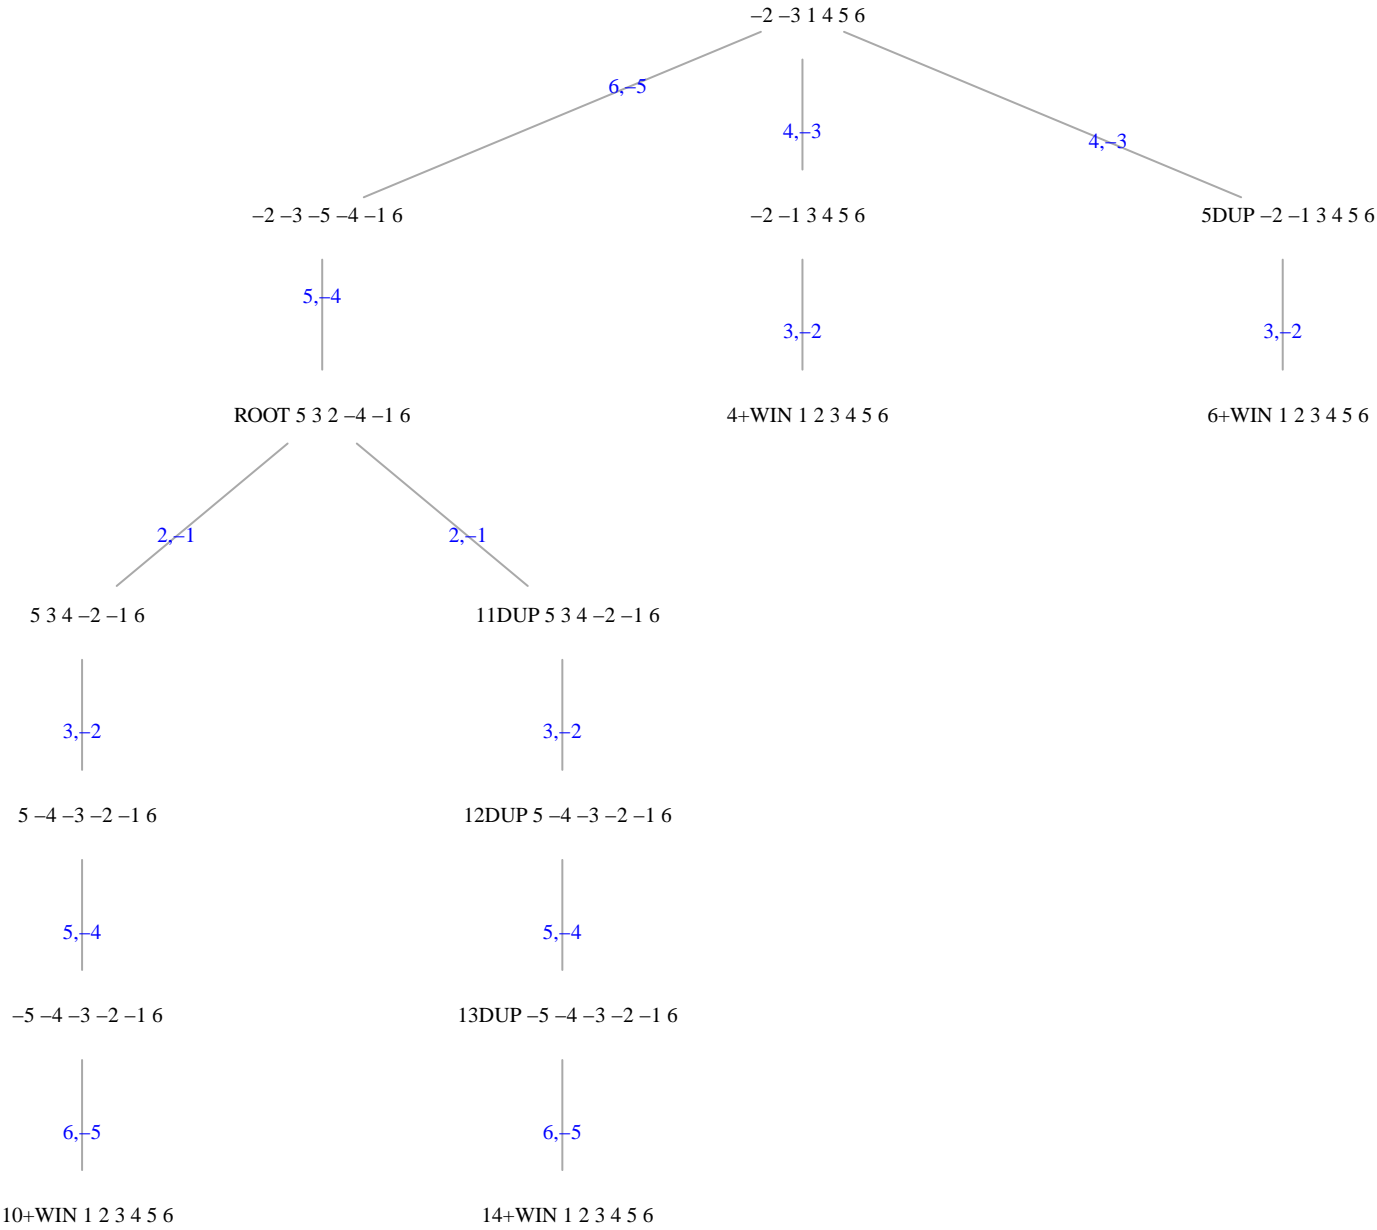 –2 –3 1 4 5 6
6,–5
4,–3
4,–3
–2 –3 –5 –4 –1 6
–2 –1 3 4 5 6
5DUP –2 –1 3 4 5 6
5,–4
3,–2
3,–2
ROOT 5 3 2 –4 –1 6
4+WIN 1 2 3 4 5 6
6+WIN 1 2 3 4 5 6
2,–1
2,–1
5 3 4 –2 –1 6
11DUP 5 3 4 –2 –1 6
3,–2
3,–2
5 –4 –3 –2 –1 6
12DUP 5 –4 –3 –2 –1 6
5,–4
5,–4
–5 –4 –3 –2 –1 6
13DUP –5 –4 –3 –2 –1 6
6,–5
6,–5
10+WIN 1 2 3 4 5 6
14+WIN 1 2 3 4 5 6